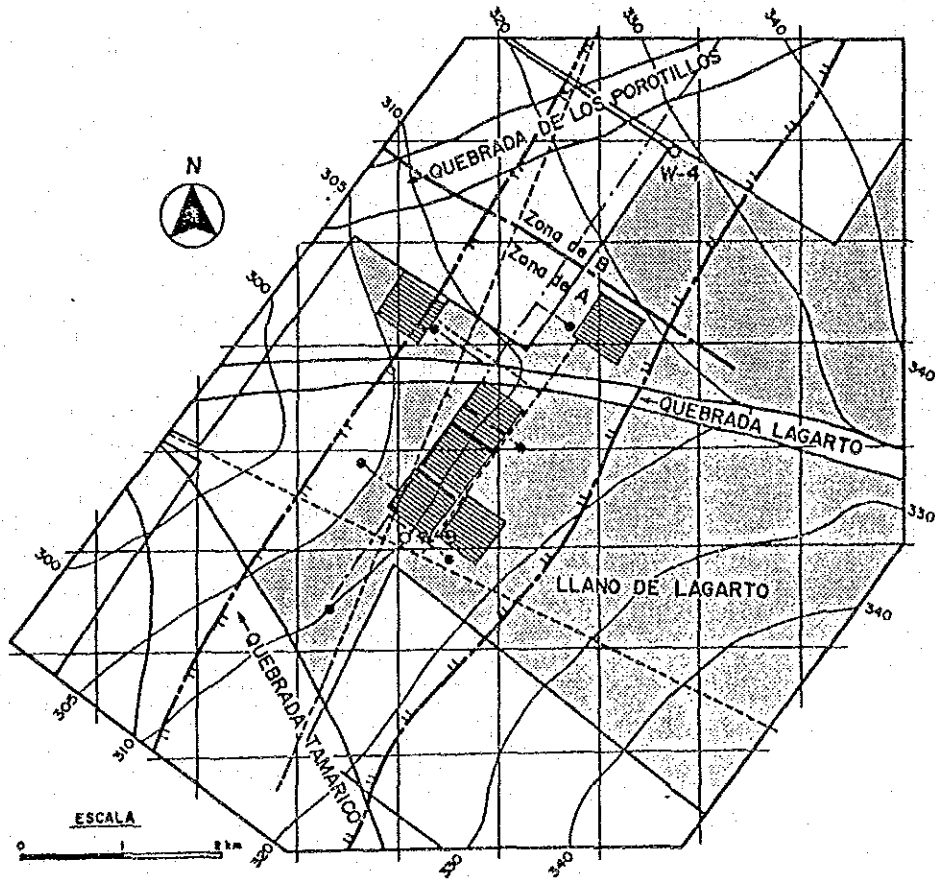 320
330
340
310
QUEBRADA DE LOS POROTILLOS
W-4
305
N
Zona de B
Zona de A
300
340
QUEBRADA LAGARTO
330
300
LLANO DE LAGARTO
340
QUEBRADA TAMARICO
305
310
ESCALA
0 1 2 km
320
330
340